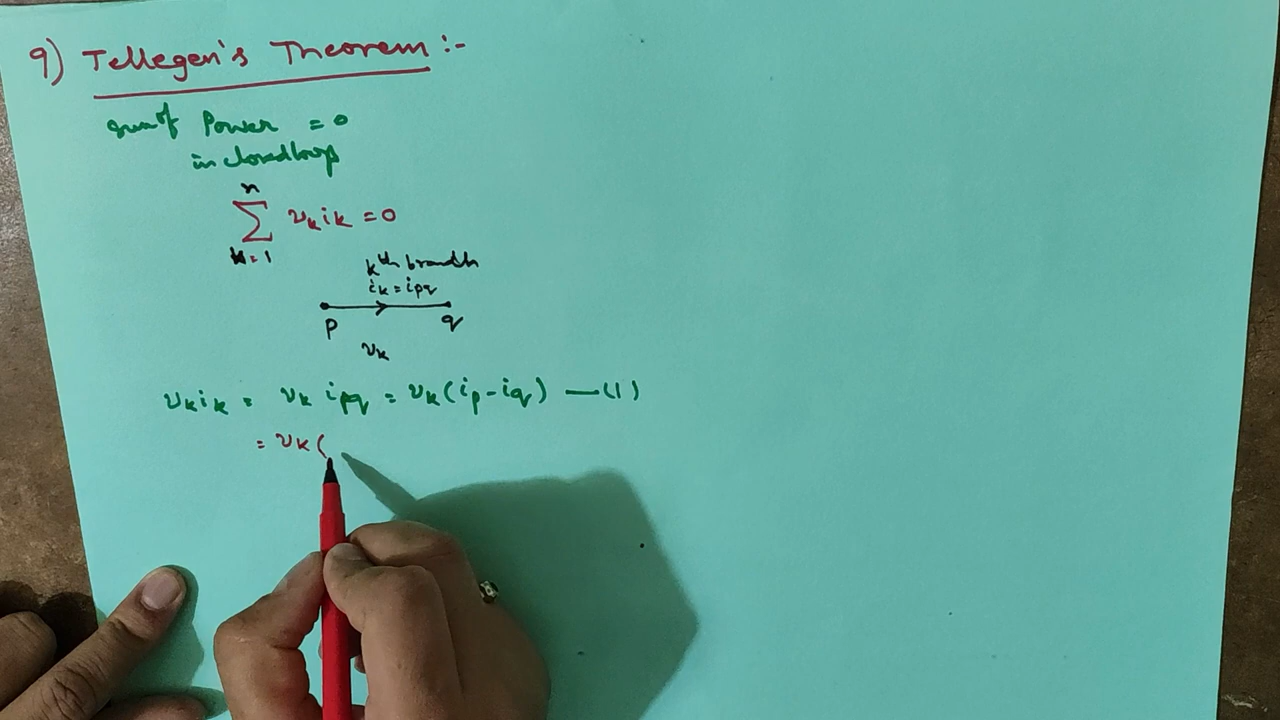 9) Tellegen's Theorem :-
sum of Power = 0
in closed loops
n
∑ vₖ iₖ = 0
k=1
kth branch
iₖ = ipq
P q
vₖ
vₖ iₖ = vₖ ipq = vₖ (ip - iq) — (1)
= vₖ (